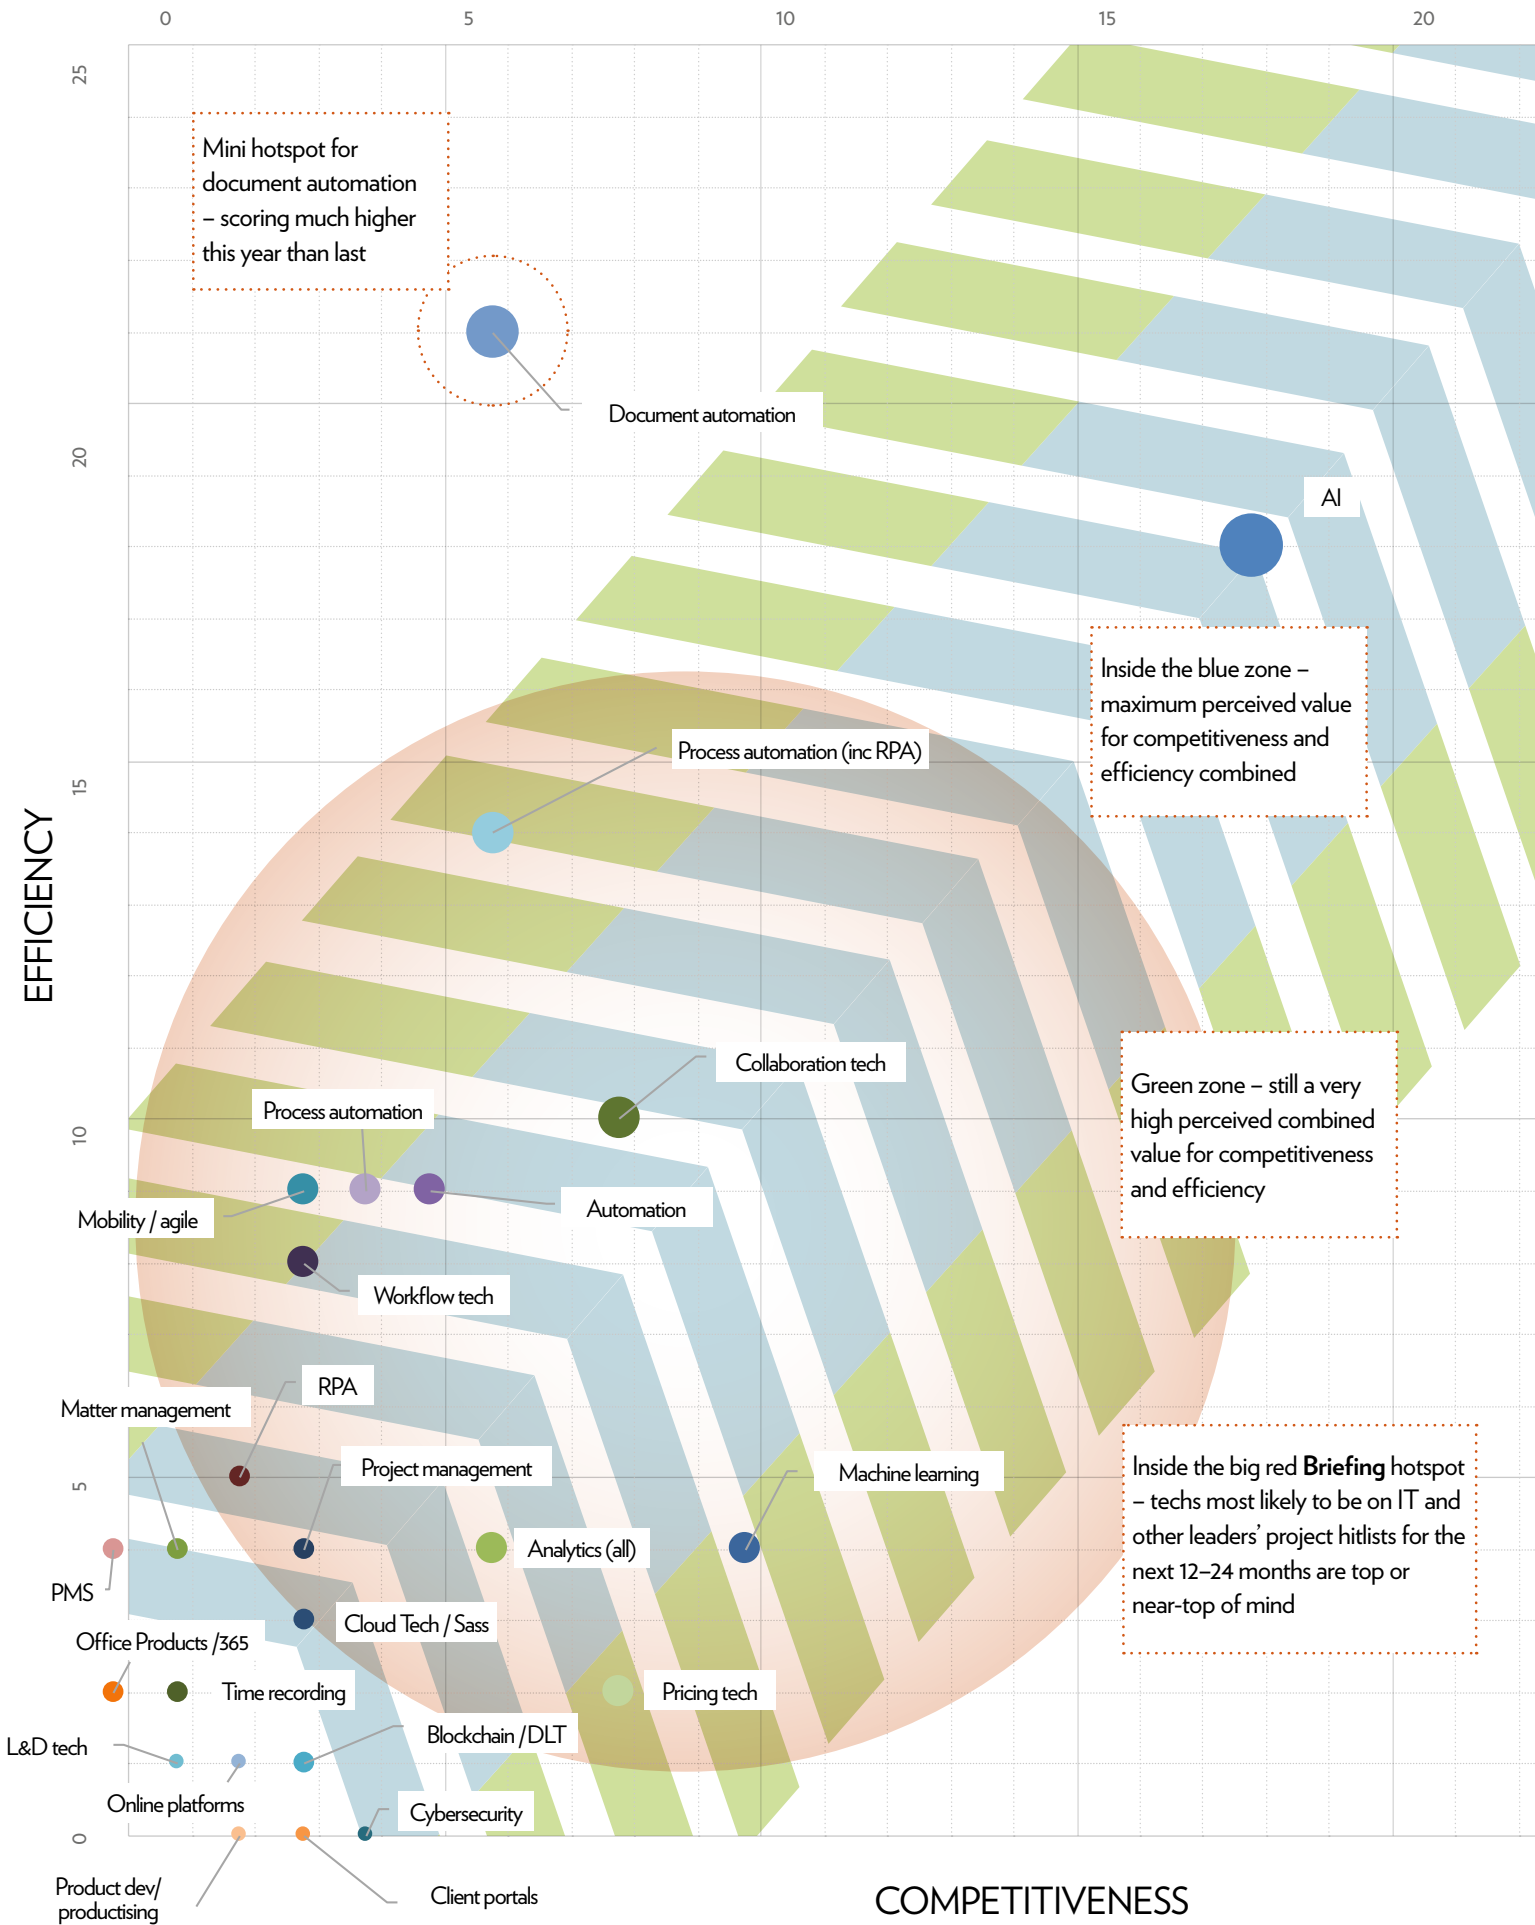 0 5 10 15 20
25
Mini hotspot for
document automation
– scoring much higher
this year than last
Document automation
20
AI
Inside the blue zone –
maximum perceived value
for competitiveness and
efficiency combined
Process automation (inc RPA)
15
EFFICIENCY
Collaboration tech
Green zone – still a very
high perceived combined
value for competitiveness
and efficiency
Process automation
10
Mobility / agile
Automation
Workflow tech
RPA
Matter management
Project management
Machine learning
Inside the big red Briefing hotspot
– techs most likely to be on IT and
other leaders’ project hitlists for the
next 12–24 months are top or
near-top of mind
5
Analytics (all)
PMS
Cloud Tech / Sass
Office Products /365
Time recording
Pricing tech
L&D tech
Blockchain /DLT
Online platforms
Cybersecurity
0
Product dev/
productising
Client portals
COMPETITIVENESS